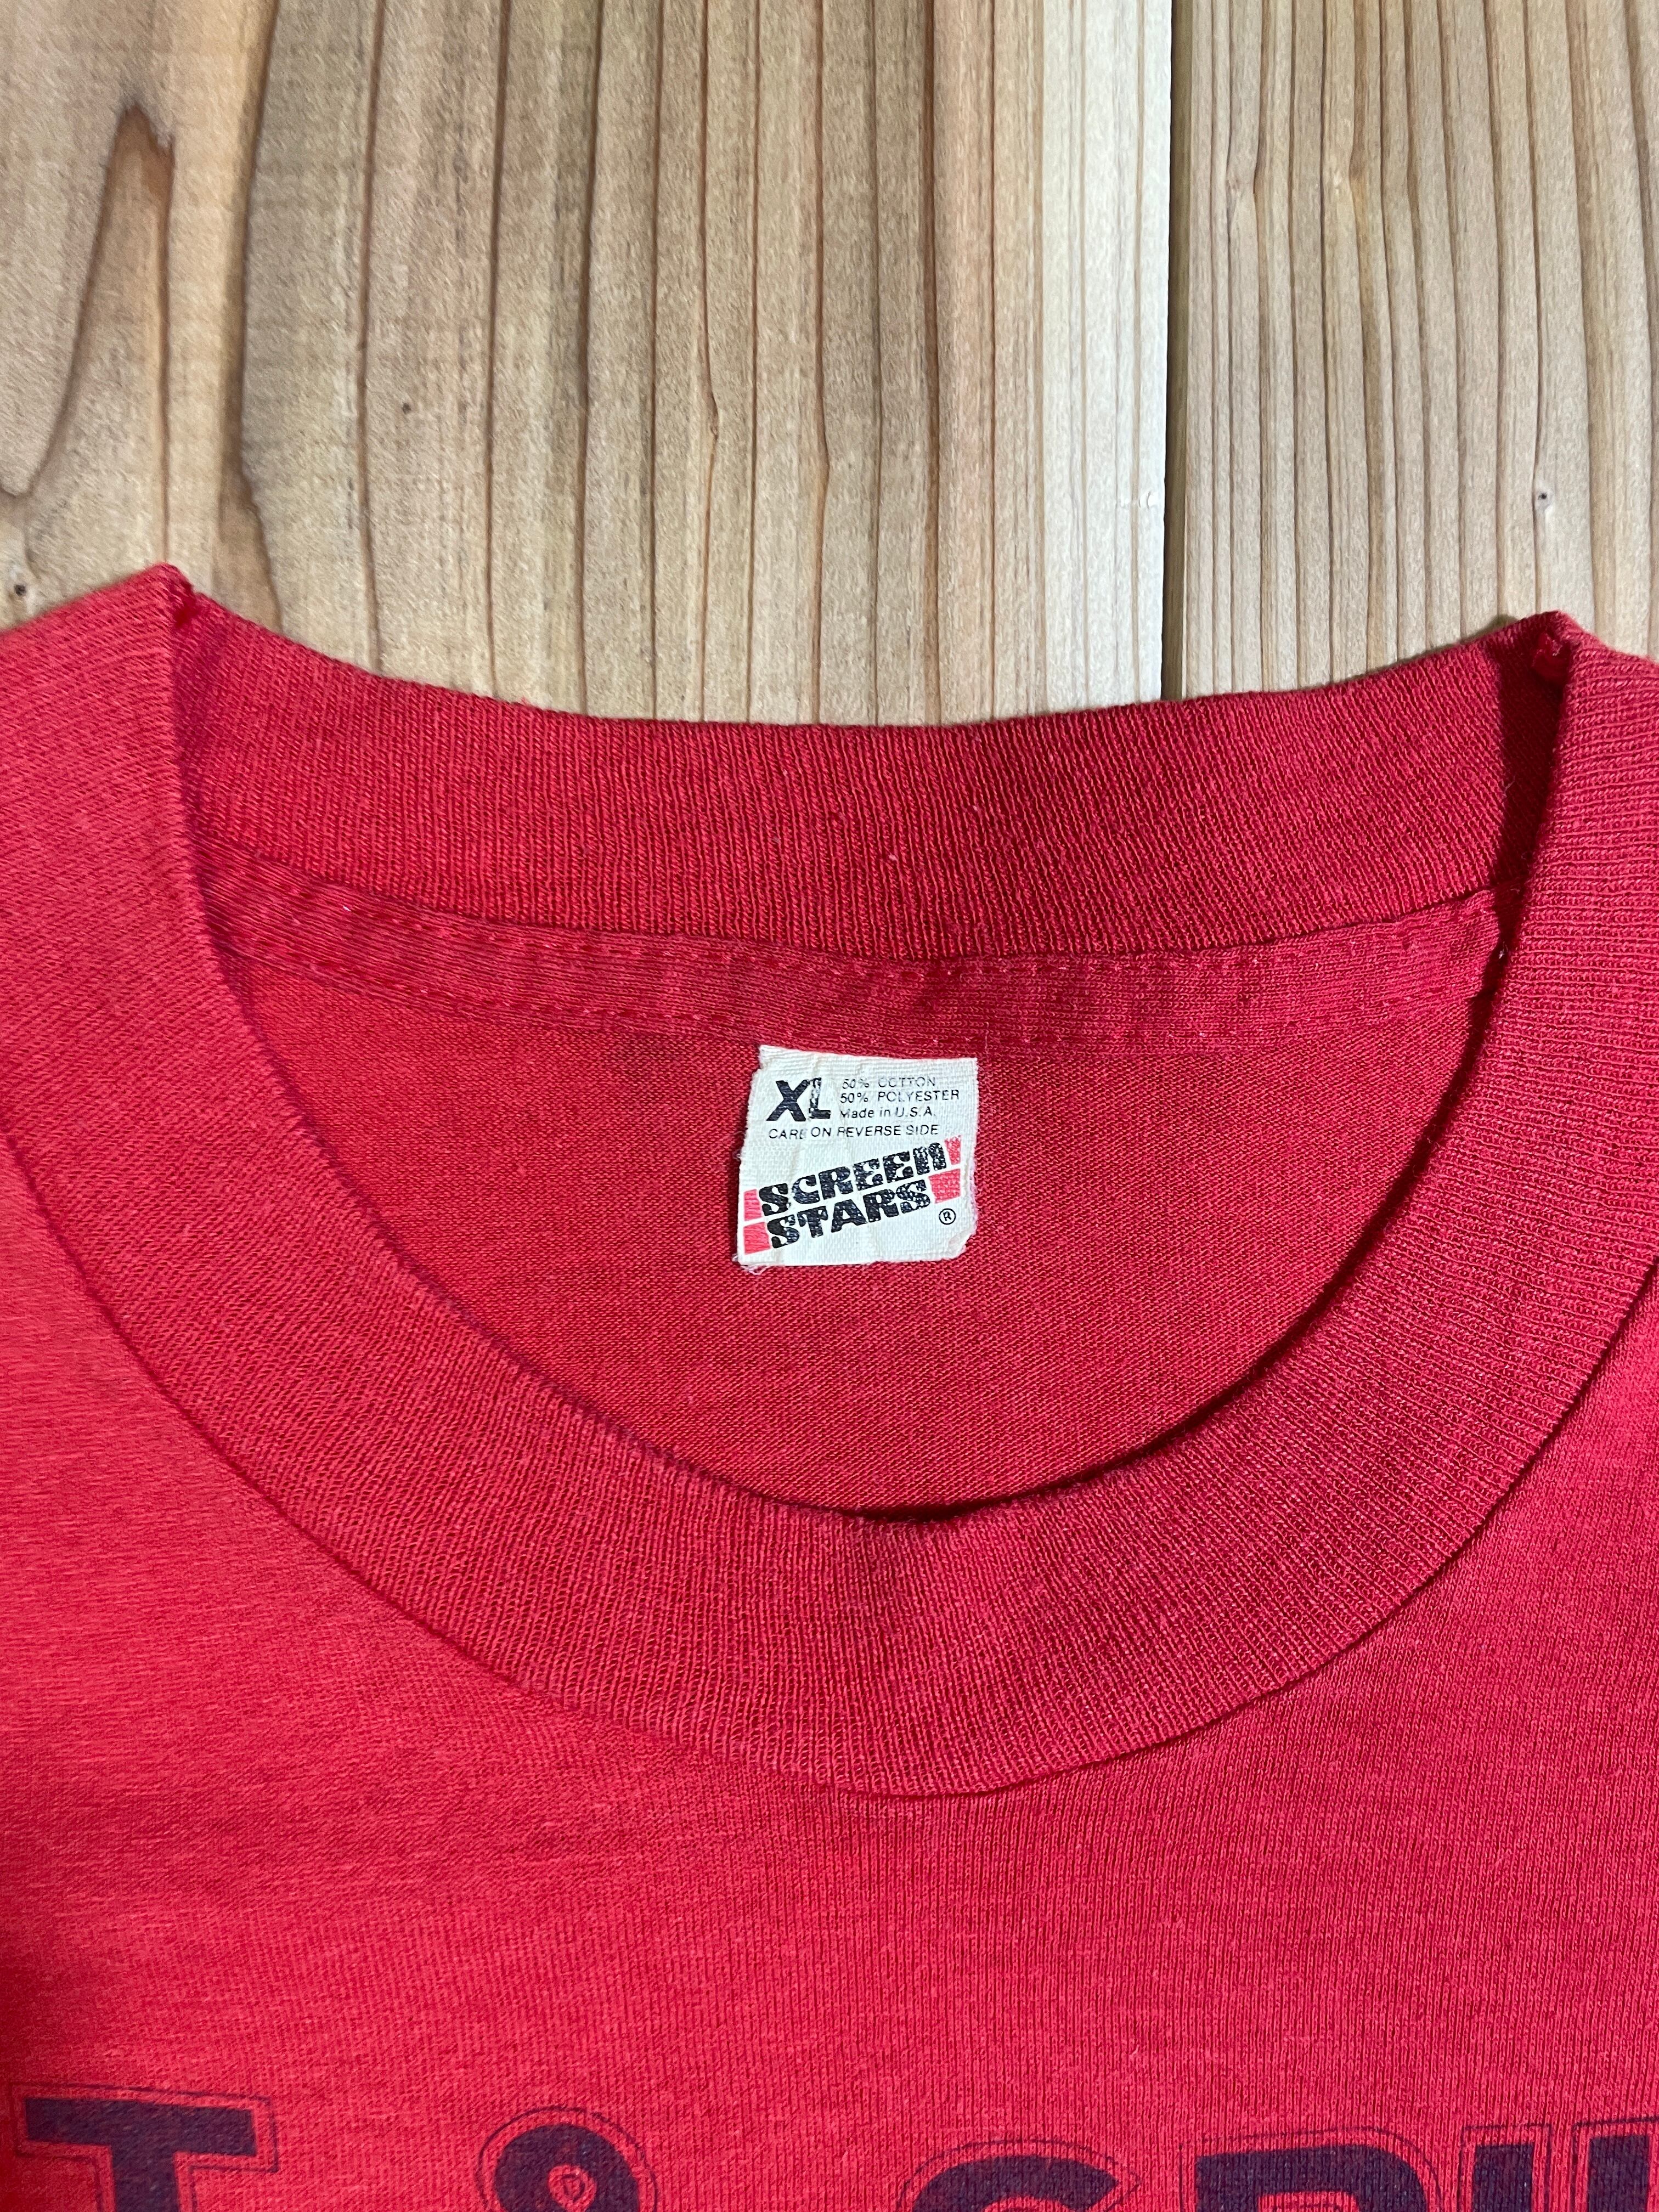 XL 50% COTTON
50% POLYESTER
Made in U.S.A.
CARE ON REVERSE SIDE
SCREEN
STARS ®
T &